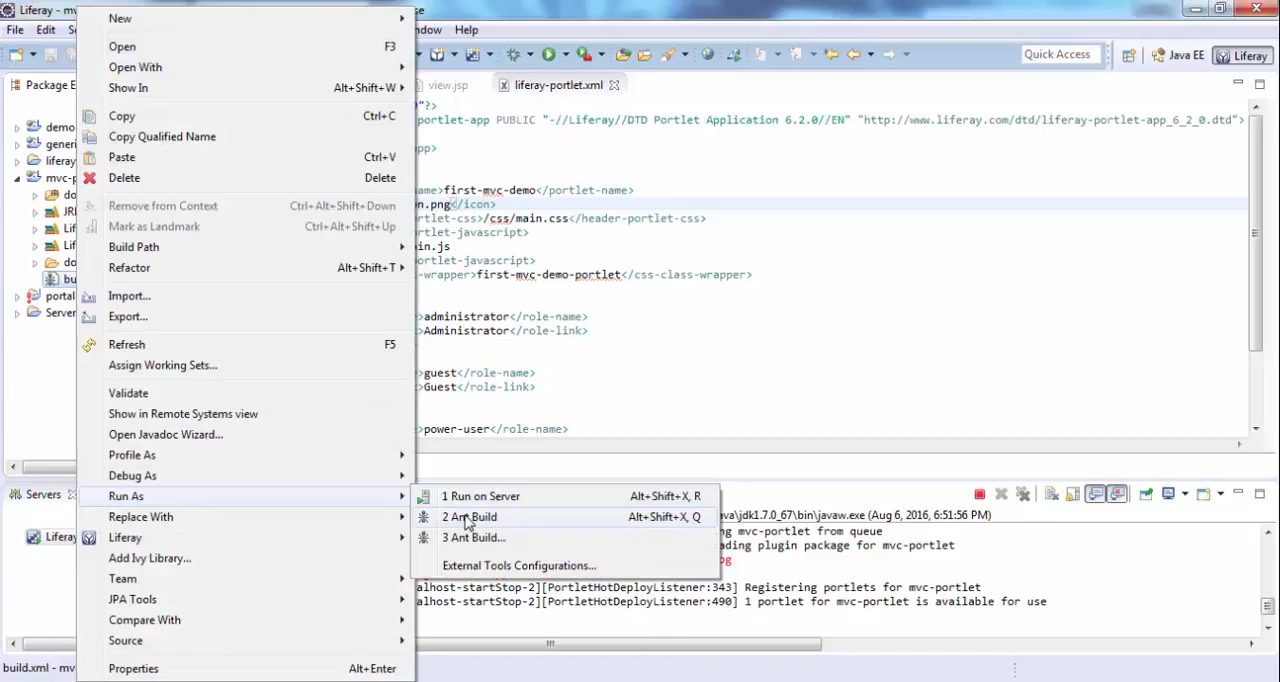 Liferay - mv
se
File
Edit
S
ndow
Help
Quick Access
Java EE
Liferay
Package E
view.jsp
liferay-portlet.xml
demo
gener
liferay
mvc-p
do
JR
Lif
Lif
do
bu
portal
Server
New
Open F3
Open With
Show In Alt+Shift+W
Copy Ctrl+C
Copy Qualified Name
Paste Ctrl+V
Delete Delete
Remove from Context Ctrl+Alt+Shift+Down
Mark as Landmark Ctrl+Alt+Shift+Up
Build Path
Refactor Alt+Shift+T
Import...
Export...
Refresh F5
Assign Working Sets...
Validate
Show in Remote Systems view
Open Javadoc Wizard...
Profile As
Debug As
Run As
Replace With
Liferay
Add Ivy Library...
Team
JPA Tools
Compare With
Source
Properties Alt+Enter
1 Run on Server Alt+Shift+X, R
2 Ant Build Alt+Shift+X, Q
3 Ant Build...
External Tools Configurations...
"?>
portlet-app PUBLIC "-//Liferay//DTD Portlet Application 6.2.0//EN" "http://www.liferay.com/dtd/liferay-portlet-app_6_2_0.dtd">
pp>
name>first-mvc-demo</portlet-name>
on.png</icon>
rtlet-css>/css/main.css</header-portlet-css>
rtlet-javascript>
in.js
ortlet-javascript>
-wrapper>first-mvc-demo-portlet</css-class-wrapper>
>administrator</role-name>
>Administrator</role-link>
>guest</role-name>
>Guest</role-link>
>power-user</role-name>
Servers
Liferay
ava\jdk1.7.0_67\bin\javaw.exe (Aug 6, 2016, 6:51:56 PM)
ng mvc-portlet from queue
ading plugin package for mvc-portlet
og
alhost-startStop-2][PortletHotDeployListener:343] Registering portlets for mvc-portlet
alhost-startStop-2][PortletHotDeployListener:490] 1 portlet for mvc-portlet is available for use
build.xml - mv